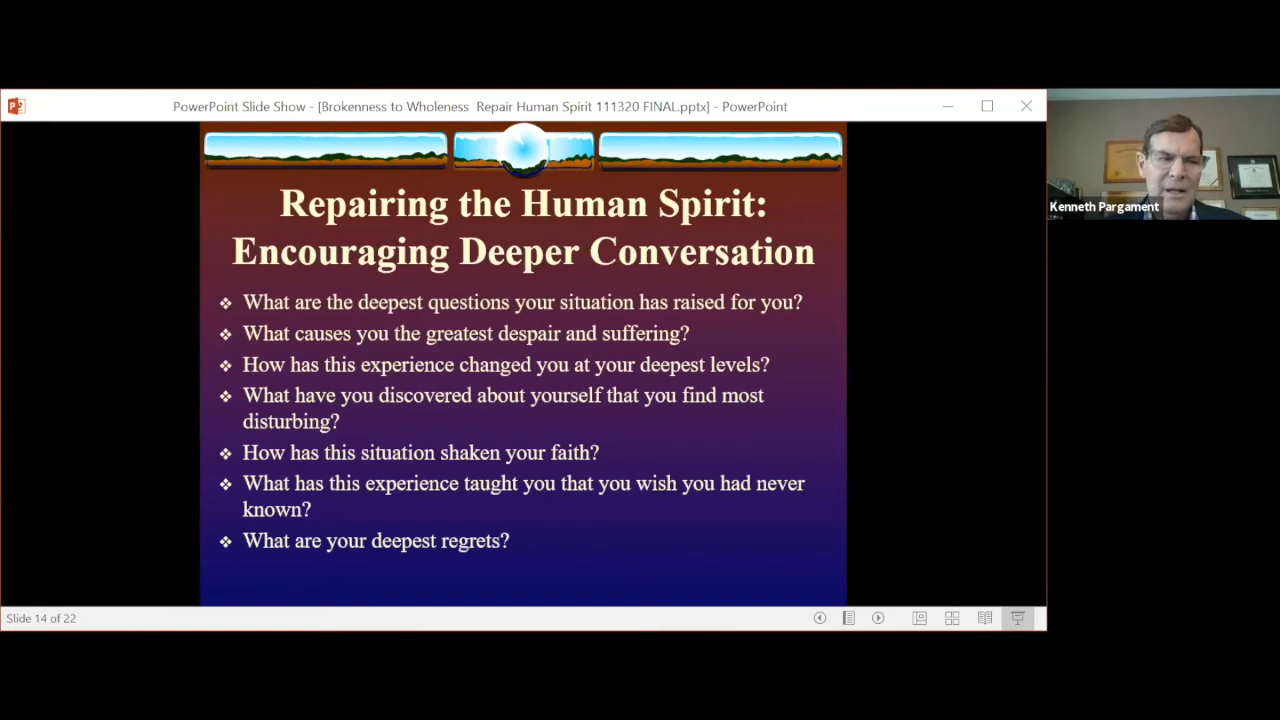 PowerPoint Slide Show - [Brokenness to Wholeness  Repair Human Spirit 111320 FINAL.pptx] - PowerPoint
Repairing the Human Spirit:
Encouraging Deeper Conversation
❖ What are the deepest questions your situation has raised for you?
❖ What causes you the greatest despair and suffering?
❖ How has this experience changed you at your deepest levels?
❖ What have you discovered about yourself that you find most
disturbing?
❖ How has this situation shaken your faith?
❖ What has this experience taught you that you wish you had never
known?
❖ What are your deepest regrets?
Slide 14 of 22
Kenneth Pargament